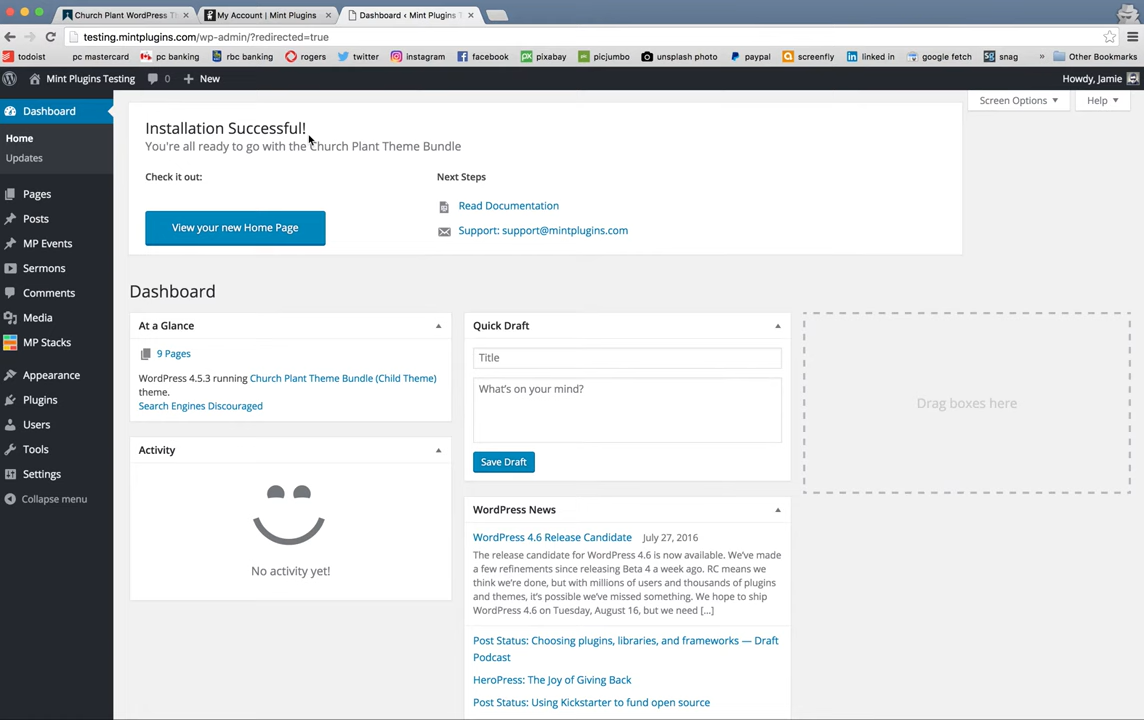 Church Plant WordPress Th
My Account | Mint Plugins
Dashboard ‹ Mint Plugins T
testing.mintplugins.com/wp-admin/?redirected=true
todoist
pc mastercard
pc banking
rbc banking
rogers
twitter
instagram
facebook
pixabay
picjumbo
unsplash photo
paypal
screenfly
linked in
google fetch
snag
»
Other Bookmarks
Mint Plugins Testing
0
+ New
Howdy, Jamie
Dashboard
Home
Updates
Pages
Posts
MP Events
Sermons
Comments
Media
MP Stacks
Appearance
Plugins
Users
Tools
Settings
Collapse menu
Screen Options
Help
Installation Successful!
You're all ready to go with the Church Plant Theme Bundle
Check it out:
View your new Home Page
Next Steps
Read Documentation
Support: support@mintplugins.com
Dashboard
At a Glance
9 Pages
WordPress 4.5.3 running Church Plant Theme Bundle (Child Theme)
theme.
Search Engines Discouraged
Activity
No activity yet!
Quick Draft
Title
What's on your mind?
Save Draft
WordPress News
WordPress 4.6 Release Candidate July 27, 2016
The release candidate for WordPress 4.6 is now available. We've made
a few refinements since releasing Beta 4 a week ago. RC means we
think we're done, but with millions of users and thousands of plugins
and themes, it's possible we've missed something. We hope to ship
WordPress 4.6 on Tuesday, August 16, but we need [...]
Post Status: Choosing plugins, libraries, and frameworks — Draft
Podcast
HeroPress: The Joy of Giving Back
Post Status: Using Kickstarter to fund open source
Drag boxes here